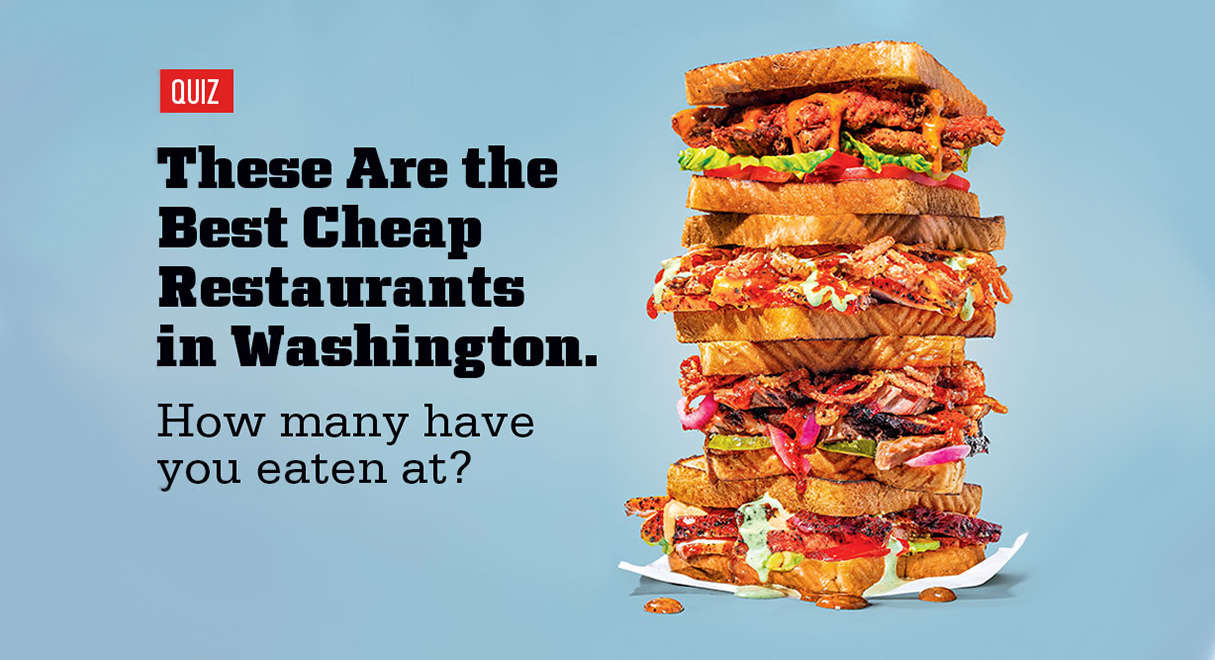 QUIZ
These Are the
Best Cheap
Restaurants
in Washington.
How many have
you eaten at?